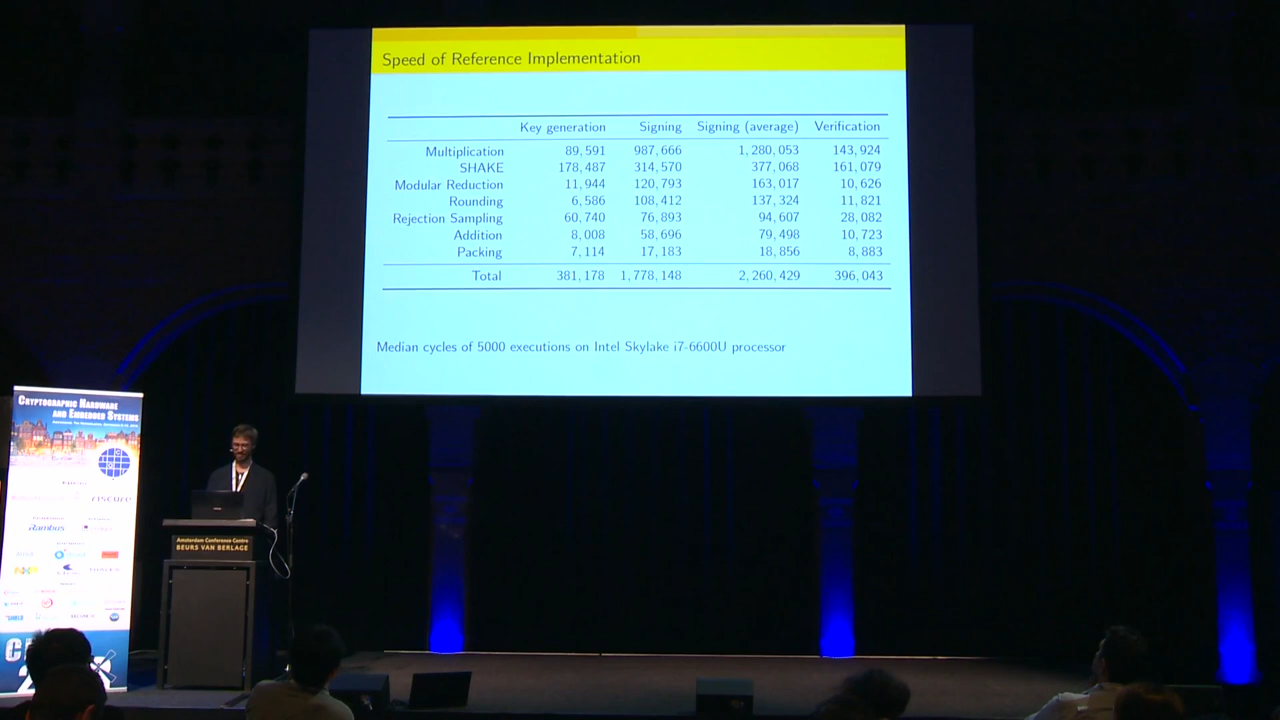 Speed of Reference Implementation
Key generation Signing Signing (average) Verification
Multiplication 89,591 987,666 1,280,053 143,924
SHAKE 178,487 314,570 377,068 161,079
Modular Reduction 11,944 120,793 163,017 10,626
Rounding 6,586 108,412 137,324 11,821
Rejection Sampling 60,740 76,893 94,607 28,082
Addition 8,008 58,696 79,498 10,723
Packing 7,114 17,183 18,856 8,883
Total 381,178 1,778,148 2,260,429 396,043
Median cycles of 5000 executions on Intel Skylake i7-6600U processor
CRYPTOGRAPHIC HARDWARE
AND EMBEDDED SYSTEMS
riscure
Rambus
Amsterdam Conference Centre
BEURS VAN BERLAGE